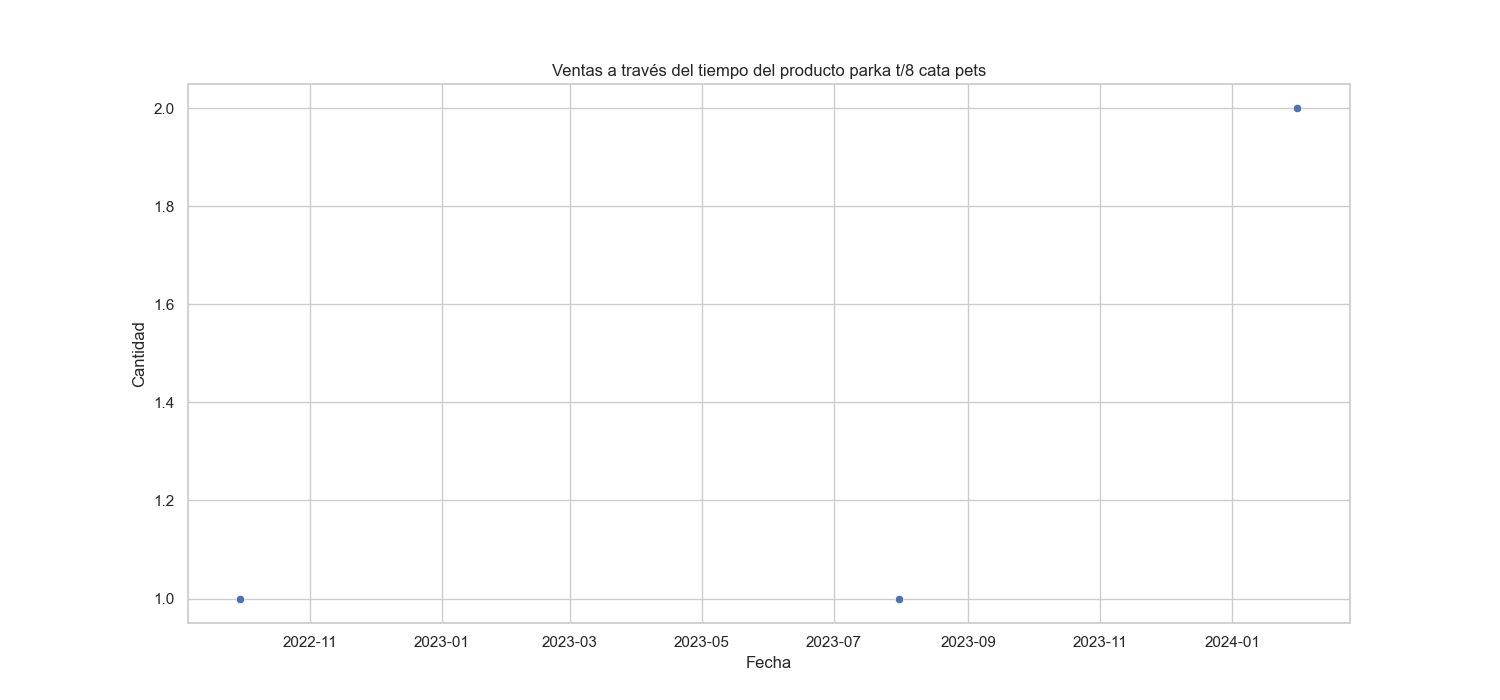 Ventas a través del tiempo del producto parka t/8 cata pets
2.0
1.8
1.6
1.4
1.2
1.0
Cantidad
2022-11 2023-01 2023-03 2023-05 2023-07 2023-09 2023-11 2024-01
Fecha